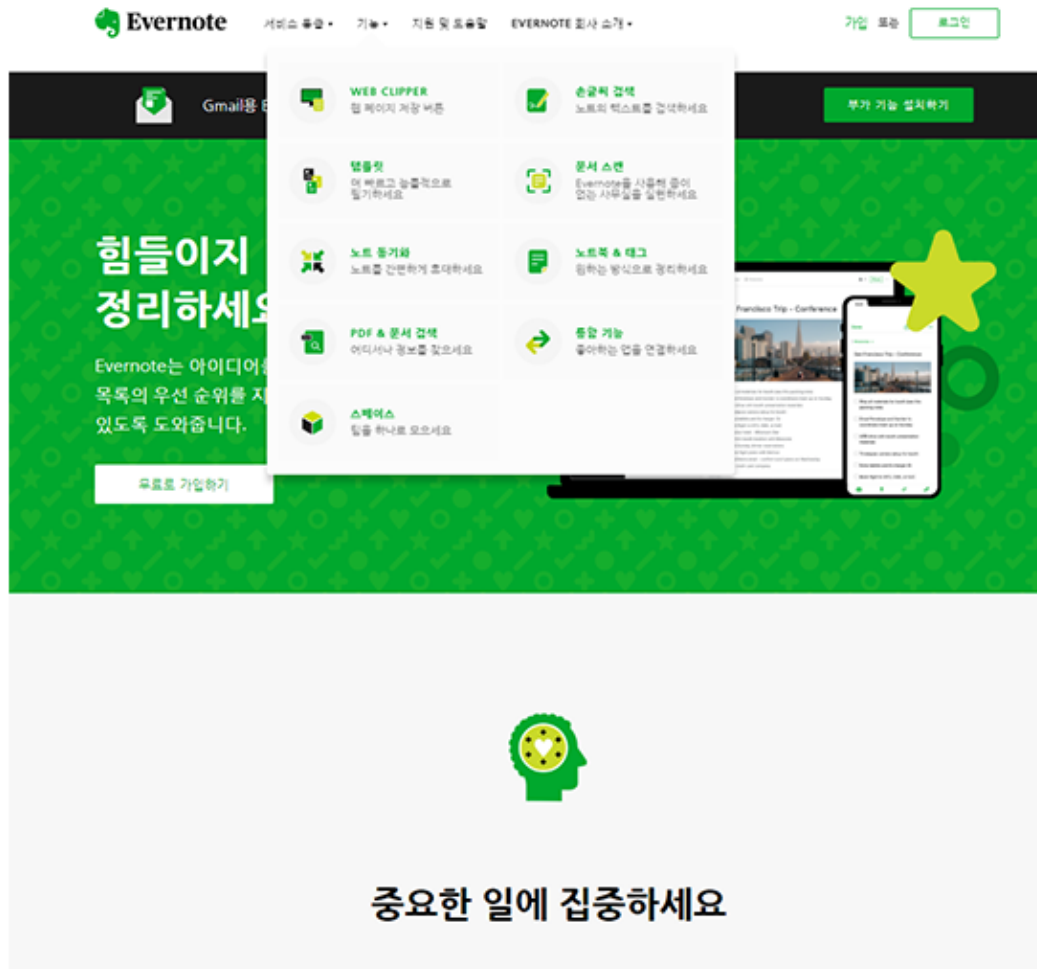 Evernote
서비스 등급
기능
지원 및 도움말
EVERNOTE 회사 소개
가입 또는 로그인
Gmail용
부가 기능 설치하기
WEB CLIPPER
웹 페이지 저장 버튼
손글씨 검색
노트의 텍스트를 검색하세요
템플릿
더 빠르고 능률적으로
필기하세요
문서 스캔
Evernote를 사용해 종이
없는 사무실을 실현하세요
노트 동기화
노트를 간편하게 휴대하세요
노트북 & 태그
원하는 방식으로 정리하세요
PDF & 문서 검색
어디서나 정보를 찾으세요
통합 기능
좋아하는 앱을 연결하세요
스페이스
팀을 하나로 모으세요
힘들이지
정리하세요
Evernote는 아이디어
목록의 우선 순위를
있도록 도와줍니다.
무료로 가입하기
Francisco Trip - Conference
중요한 일에 집중하세요